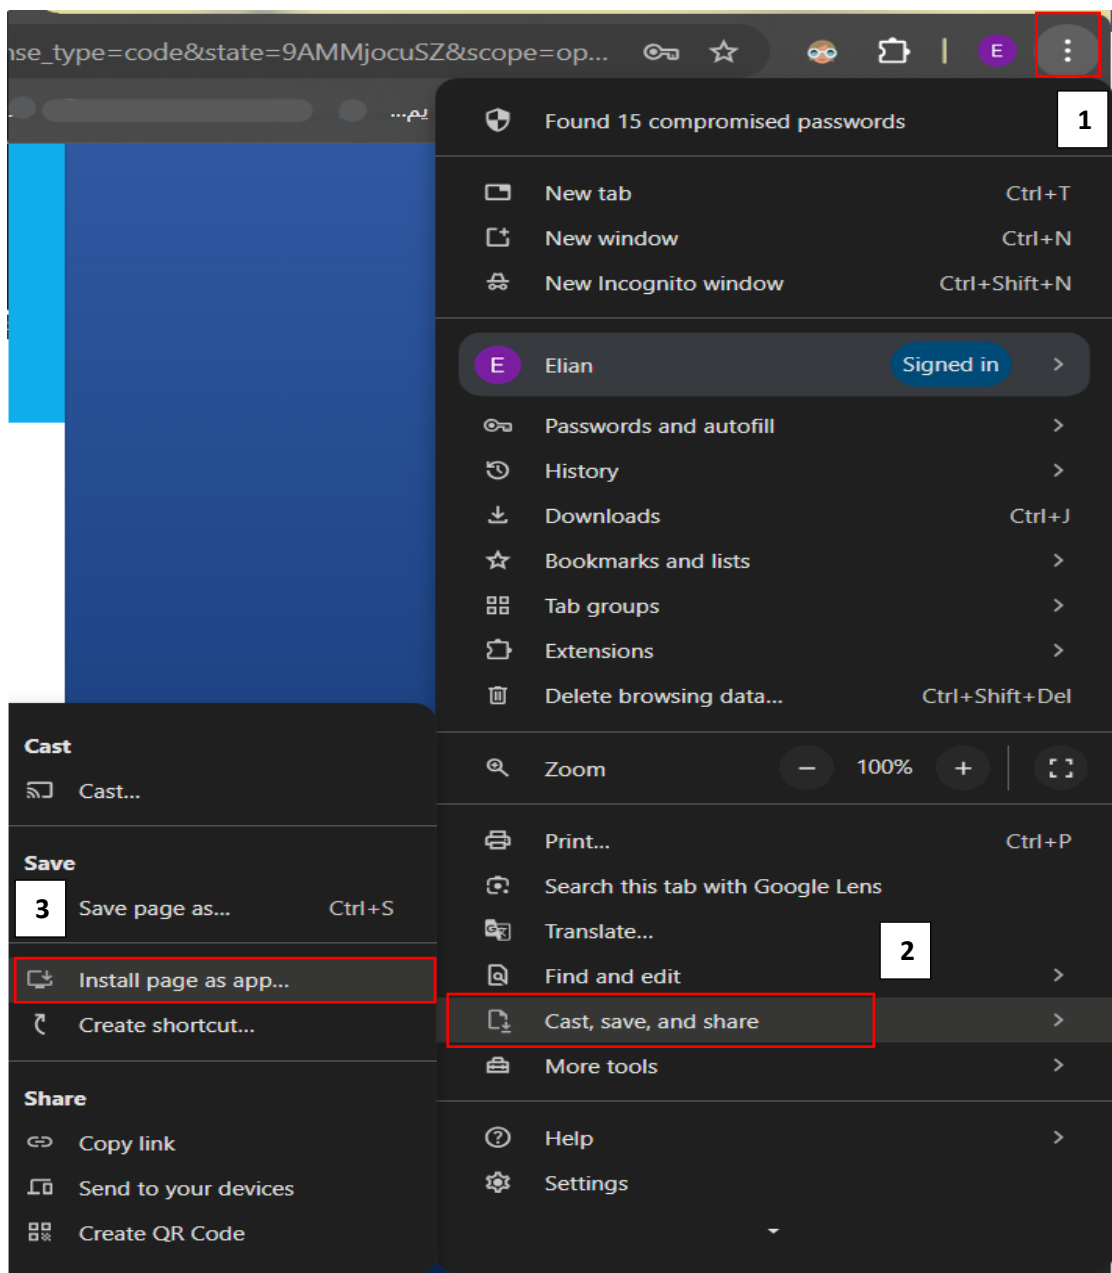 nse_type=code&state=9AMMjocuSZ&scope=op...
E
يم...
1
Found 15 compromised passwords
New tab Ctrl+T
New window Ctrl+N
New Incognito window Ctrl+Shift+N
E Elian Signed in
Passwords and autofill
History
Downloads Ctrl+J
Bookmarks and lists
Tab groups
Extensions
Delete browsing data... Ctrl+Shift+Del
Zoom − 100% +
Print... Ctrl+P
Search this tab with Google Lens
Translate...
2
Find and edit
Cast, save, and share
More tools
Help
Settings
Cast
Cast...
Save
3 Save page as... Ctrl+S
Install page as app...
Create shortcut...
Share
Copy link
Send to your devices
Create QR Code